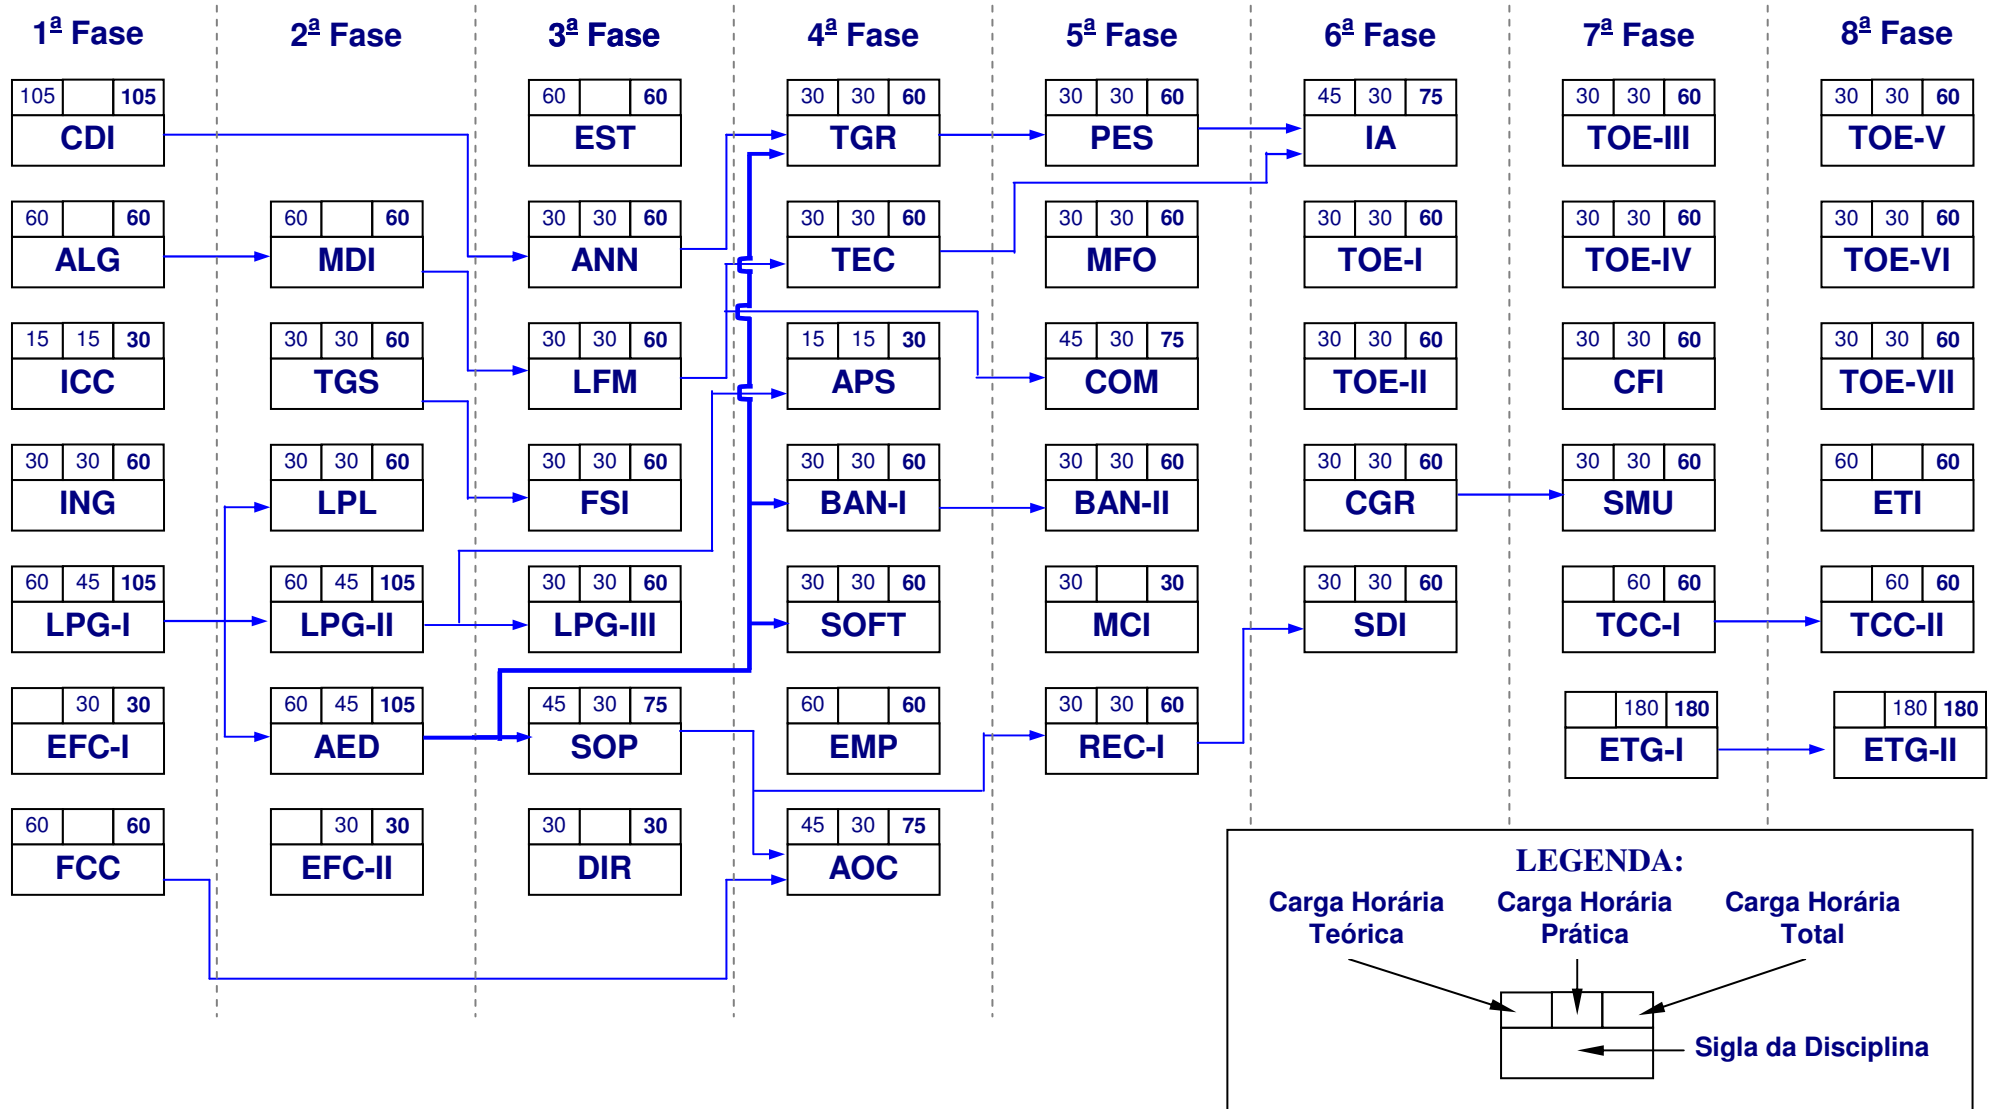 1ª Fase 2ª Fase 3ª Fase 4ª Fase 5ª Fase 6ª Fase 7ª Fase 8ª Fase
105 105 60 60 30 30 60 30 30 60 45 30 75 30 30 60 30 30 60
CDI EST TGR PES IA TOE-III TOE-V
60 60 60 60 30 30 60 30 30 60 30 30 60 30 30 60 30 30 60 30 30 60
ALG MDI ANN TEC MFO TOE-I TOE-IV TOE-VI
15 15 30 30 30 60 30 30 60 15 15 30 45 30 75 30 30 60 30 30 60 30 30 60
ICC TGS LFM APS COM TOE-II CFI TOE-VII
30 30 60 30 30 60 30 30 60 30 30 60 30 30 60 30 30 60 30 30 60 60 60
ING LPL FSI BAN-I BAN-II CGR SMU ETI
60 45 105 60 45 105 30 30 60 30 30 60 30 30 30 30 60 60 60 60 60
LPG-I LPG-II LPG-III SOFT MCI SDI TCC-I TCC-II
30 30 60 45 105 45 30 75 60 60 30 30 60 180 180 180 180
EFC-I AED SOP EMP REC-I ETG-I ETG-II
60 60 30 30 30 30 45 30 75
FCC EFC-II DIR AOC
LEGENDA:
Carga Horária Carga Horária Carga Horária
Teórica Prática Total
Sigla da Disciplina